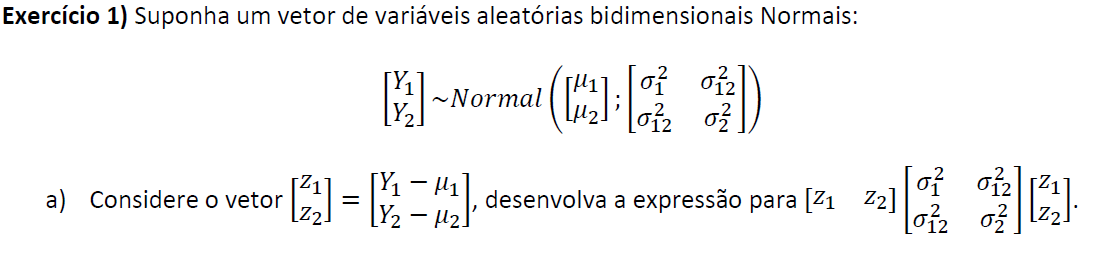 Exercício 1) Suponha um vetor de variáveis aleatórias bidimensionais Normais:
[Y₁ ; Y₂] ~Normal ([μ₁ ; μ₂]; [σ₁² σ₁₂² ; σ₁₂² σ₂²])
a) Considere o vetor [z₁ ; z₂] = [Y₁ − μ₁ ; Y₂ − μ₂], desenvolva a expressão para [z₁ z₂] [σ₁² σ₁₂² ; σ₁₂² σ₂²] [z₁ ; z₂].